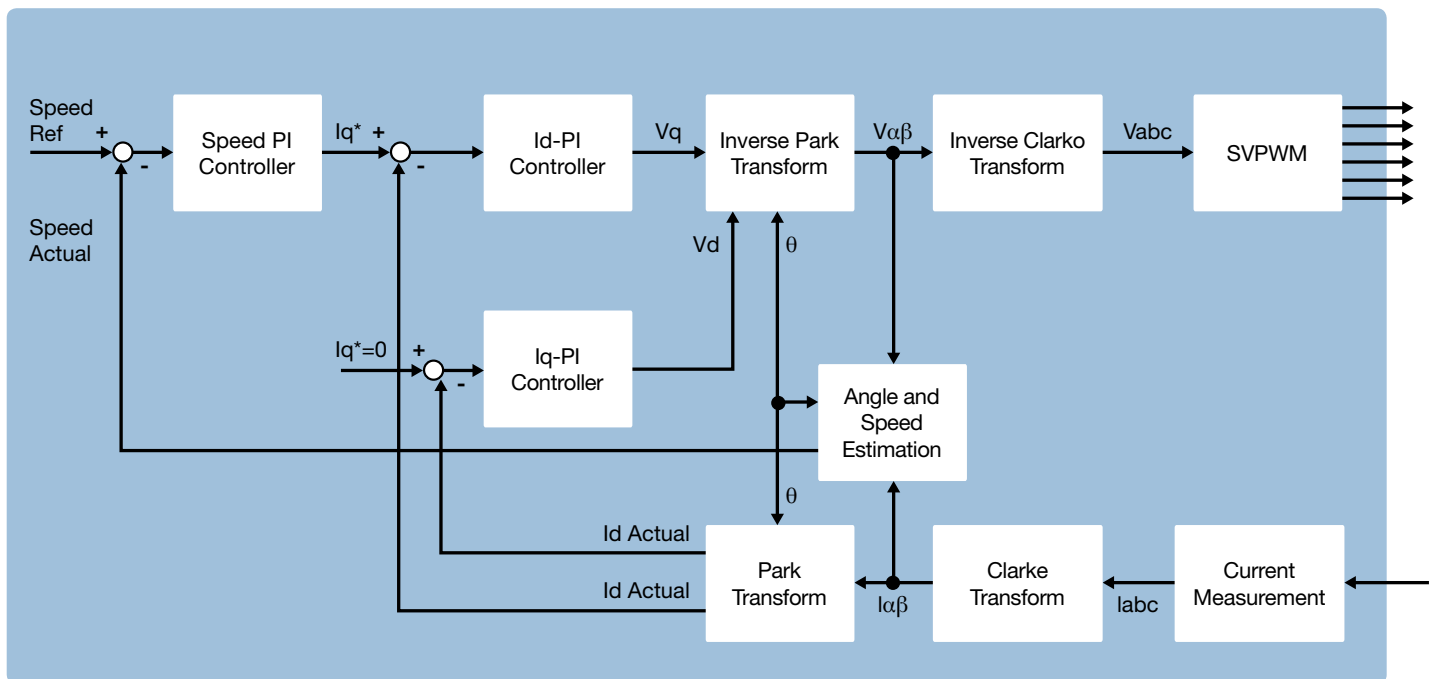 Speed
Ref
+
-
Speed PI
Controller
Iq*
+
-
Id-PI
Controller
Vq
Inverse Park
Transform
Vαβ
Inverse Clarko
Transform
Vabc
SVPWM
Speed
Actual
Vd
θ
Iq*=0
+
-
Iq-PI
Controller
Angle and
Speed
Estimation
θ
Id Actual
Id Actual
Park
Transform
Iαβ
Clarke
Transform
Iabc
Current
Measurement